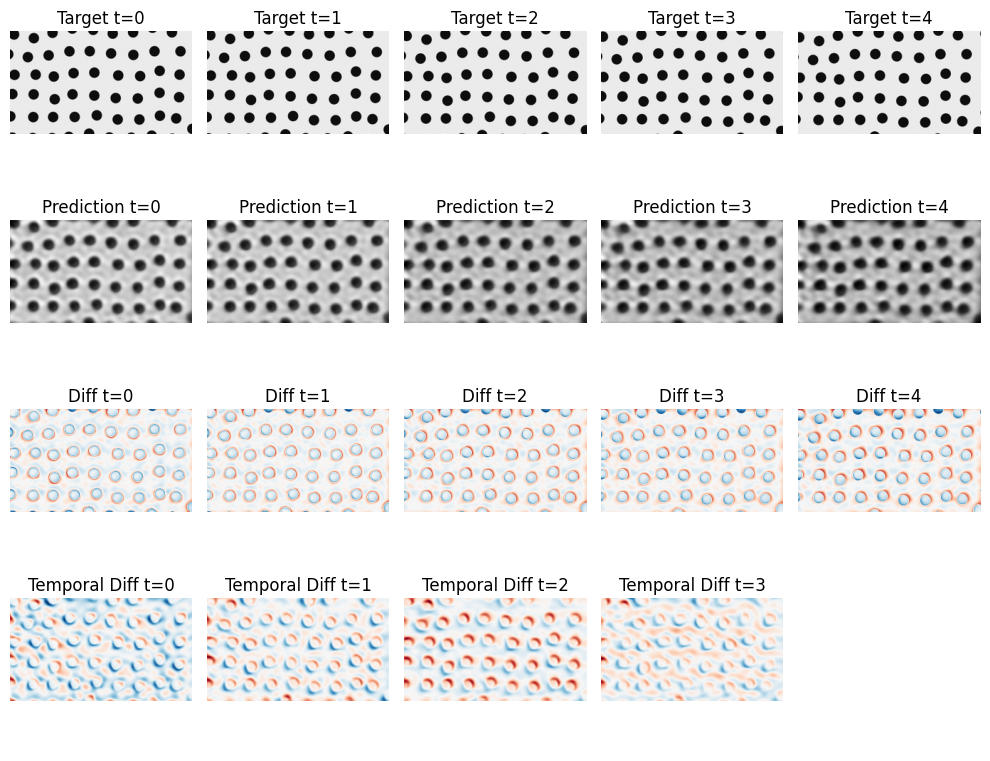 Target t=0 Target t=1 Target t=2 Target t=3 Target t=4
Prediction t=0 Prediction t=1 Prediction t=2 Prediction t=3 Prediction t=4
Diff t=0 Diff t=1 Diff t=2 Diff t=3 Diff t=4
Temporal Diff t=0 Temporal Diff t=1 Temporal Diff t=2 Temporal Diff t=3